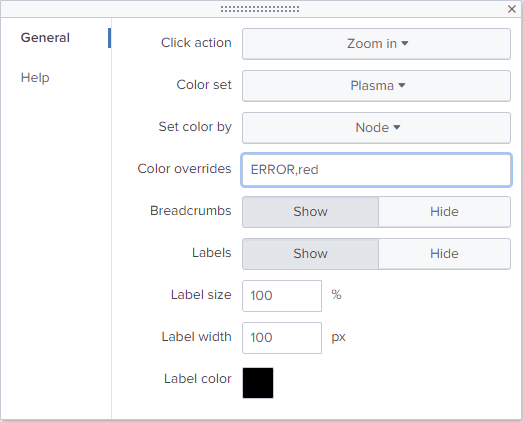 General
Help
Click action Zoom in
Color set Plasma
Set color by Node
Color overrides ERROR,red
Breadcrumbs Show Hide
Labels Show Hide
Label size 100 %
Label width 100 px
Label color